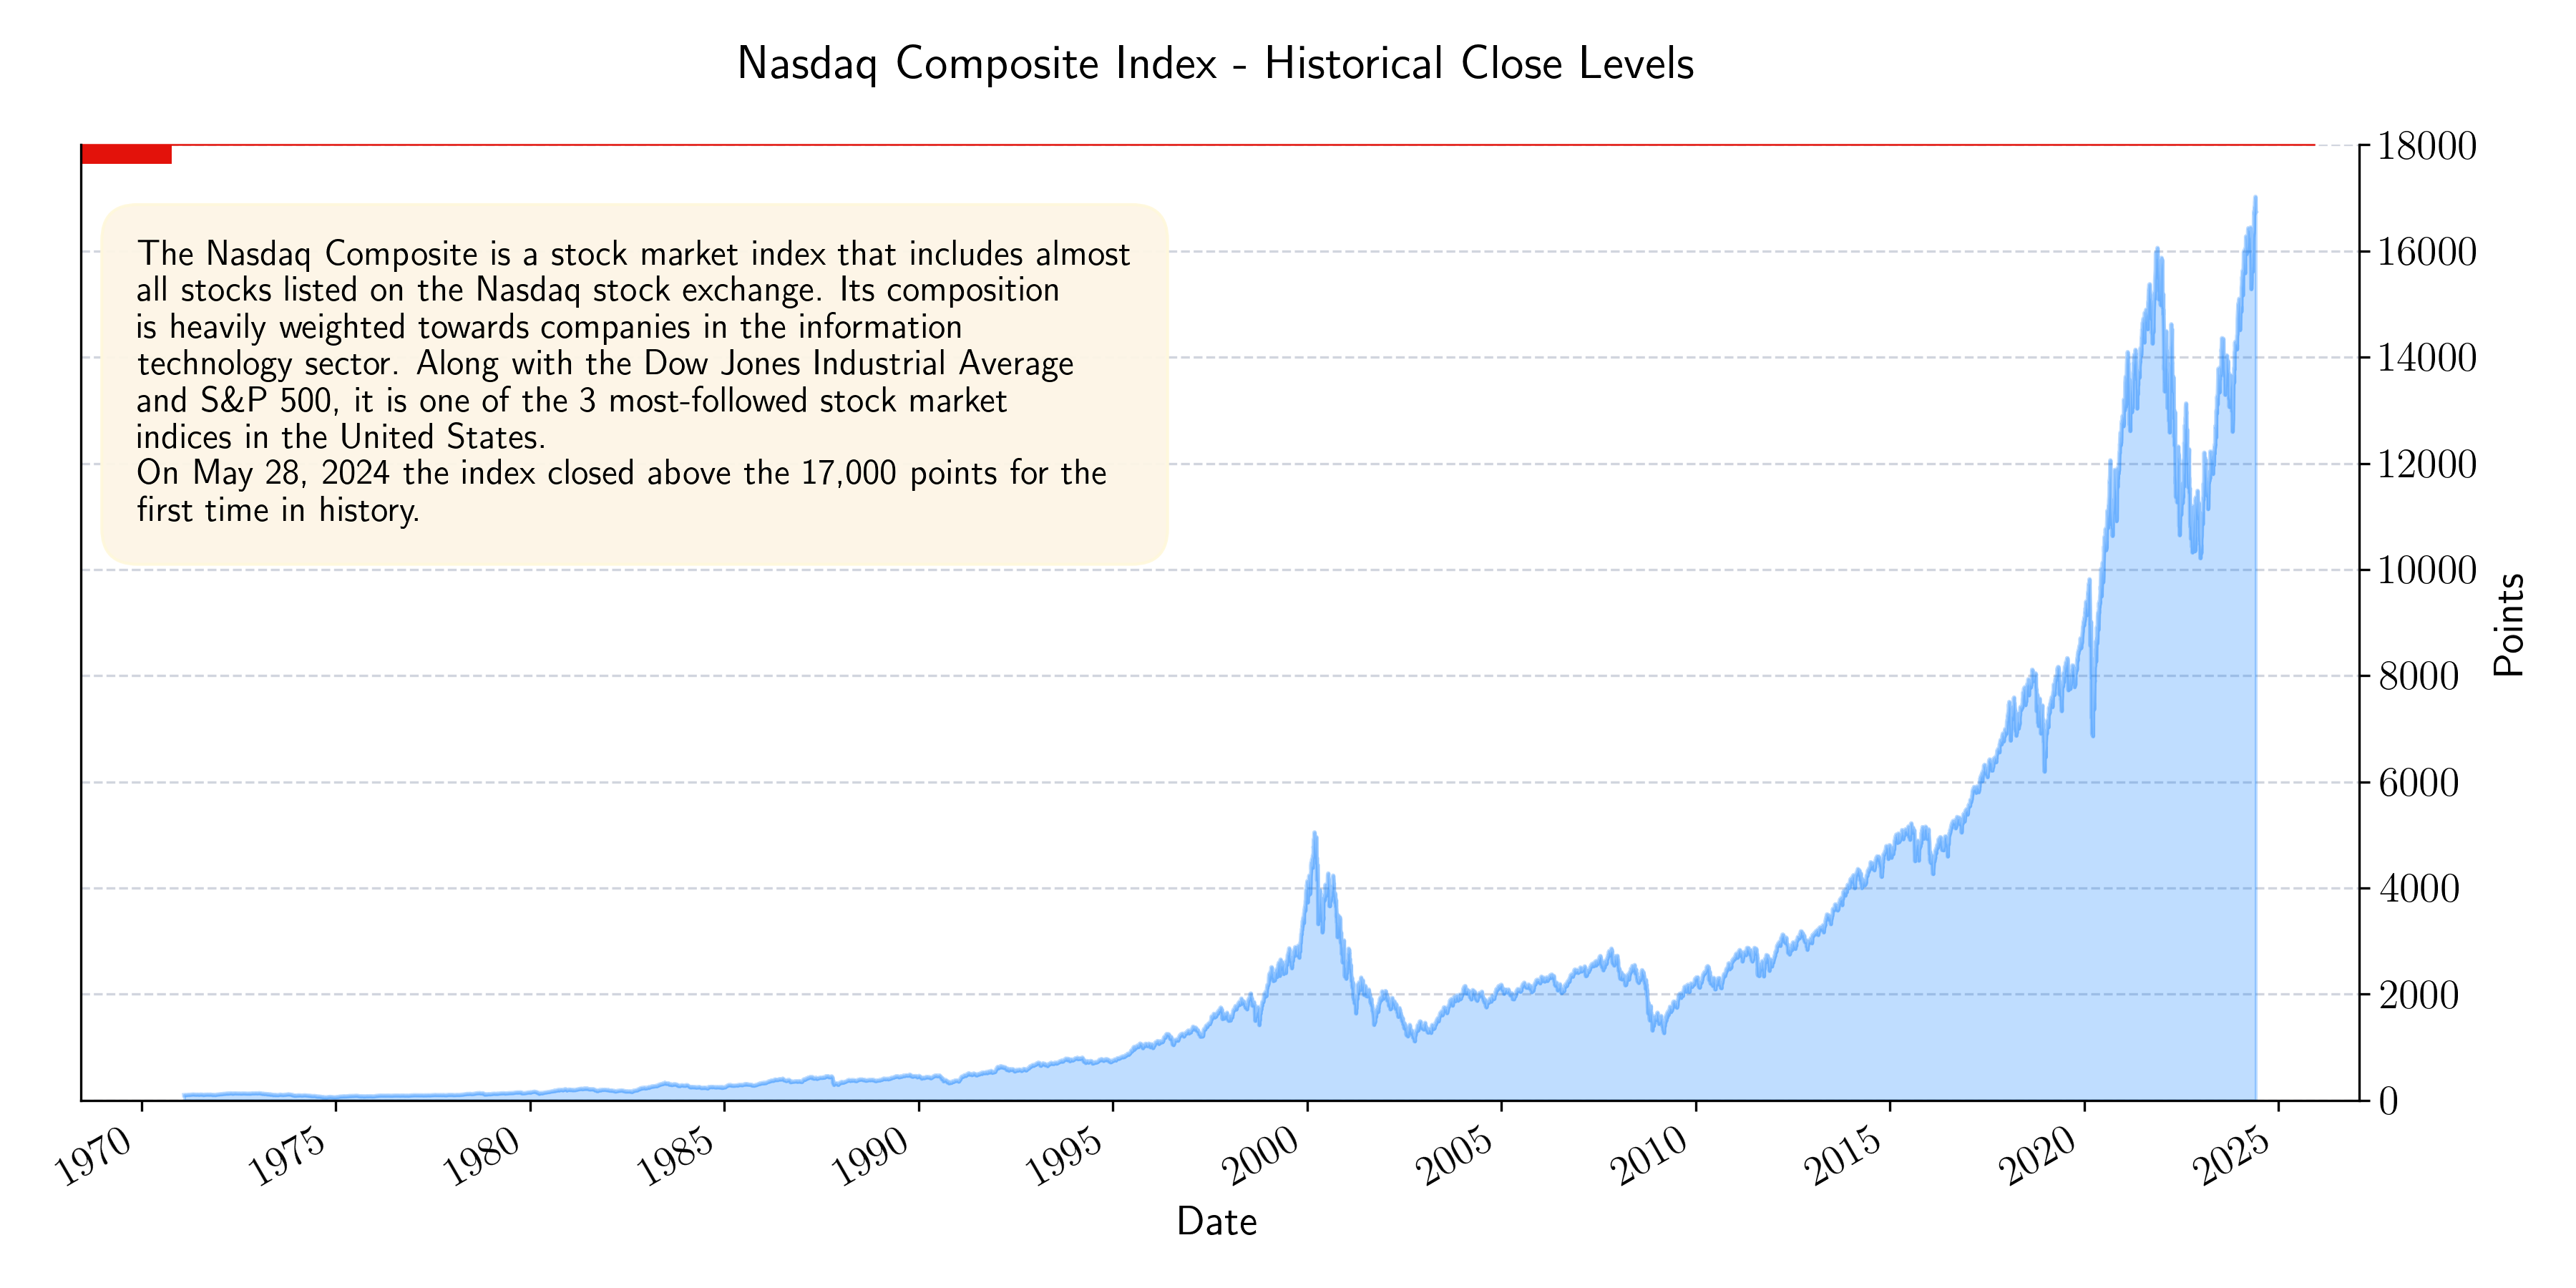 Nasdaq Composite Index - Historical Close Levels
The Nasdaq Composite is a stock market index that includes almost
all stocks listed on the Nasdaq stock exchange. Its composition
is heavily weighted towards companies in the information
technology sector. Along with the Dow Jones Industrial Average
and S&P 500, it is one of the 3 most-followed stock market
indices in the United States.
On May 28, 2024 the index closed above the 17,000 points for the
first time in history.
18000
16000
14000
12000
10000
8000
6000
4000
2000
0
Points
1970
1975
1980
1985
1990
1995
2000
2005
2010
2015
2020
2025
Date